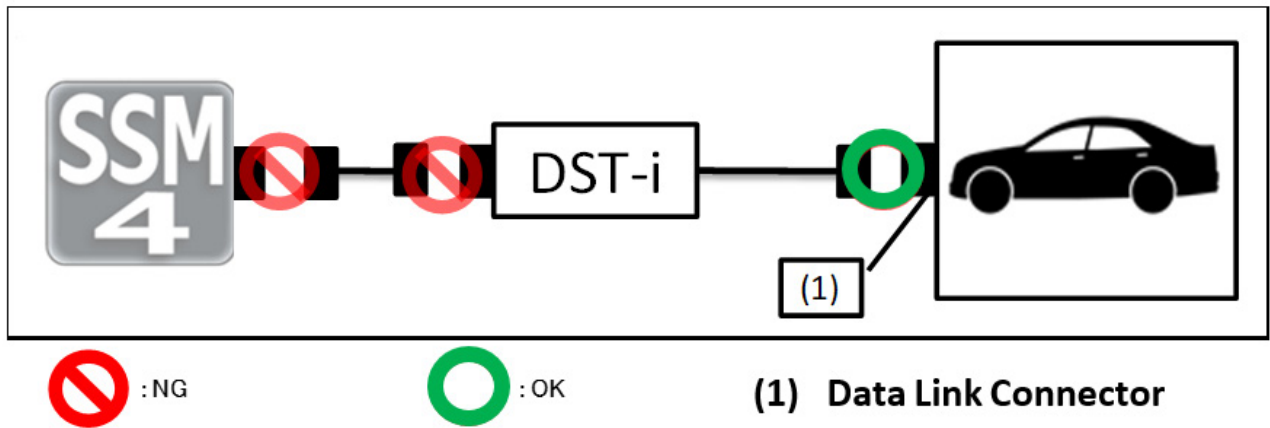 SSM
4
DST-i
(1)
: NG
: OK
(1) Data Link Connector